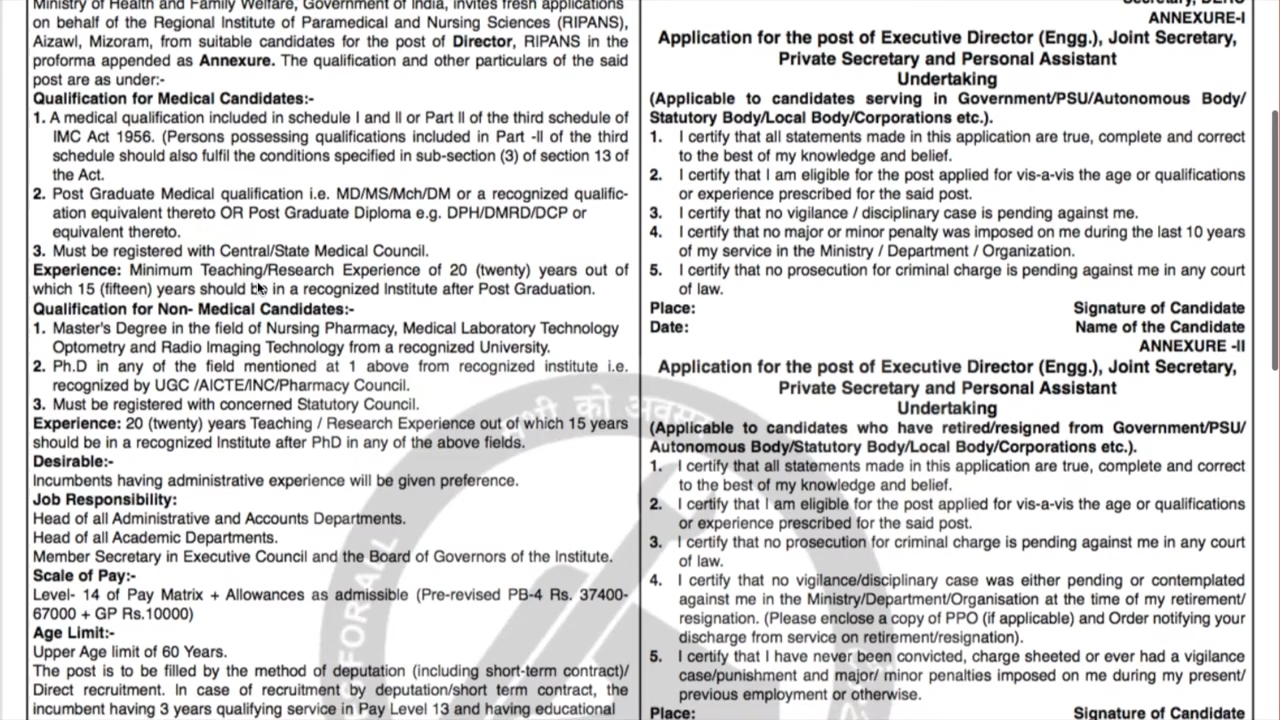 Ministry of Health and Family Welfare, Government of India, invites fresh applications
on behalf of the Regional Institute of Paramedical and Nursing Sciences (RIPANS),
Aizawl, Mizoram, from suitable candidates for the post of Director, RIPANS in the
proforma appended as Annexure. The qualification and other particulars of the said
post are as under:-
Qualification for Medical Candidates:-
1. A medical qualification included in schedule I and II or Part II of the third schedule of
IMC Act 1956. (Persons possessing qualifications included in Part -II of the third
schedule should also fulfil the conditions specified in sub-section (3) of section 13 of
the Act.
2. Post Graduate Medical qualification i.e. MD/MS/Mch/DM or a recognized qualific-
ation equivalent thereto OR Post Graduate Diploma e.g. DPH/DMRD/DCP or
equivalent thereto.
3. Must be registered with Central/State Medical Council.
Experience: Minimum Teaching/Research Experience of 20 (twenty) years out of
which 15 (fifteen) years should be in a recognized Institute after Post Graduation.
Qualification for Non- Medical Candidates:-
1. Master's Degree in the field of Nursing Pharmacy, Medical Laboratory Technology
Optometry and Radio Imaging Technology from a recognized University.
2. Ph.D in any of the field mentioned at 1 above from recognized institute i.e.
recognized by UGC /AICTE/INC/Pharmacy Council.
3. Must be registered with concerned Statutory Council.
Experience: 20 (twenty) years Teaching / Research Experience out of which 15 years
should be in a recognized Institute after PhD in any of the above fields.
Desirable:-
Incumbents having administrative experience will be given preference.
Job Responsibility:
Head of all Administrative and Accounts Departments.
Head of all Academic Departments.
Member Secretary in Executive Council and the Board of Governors of the Institute.
Scale of Pay:-
Level- 14 of Pay Matrix + Allowances as admissible (Pre-revised PB-4 Rs. 37400-
67000 + GP Rs.10000)
Age Limit:-
Upper Age limit of 60 Years.
The post is to be filled by the method of deputation (including short-term contract)/
Direct recruitment. In case of recruitment by deputation/short term contract, the
incumbent having 3 years qualifying service in Pay Level 13 and having educational
ANNEXURE-I
Application for the post of Executive Director (Engg.), Joint Secretary,
Private Secretary and Personal Assistant
Undertaking
(Applicable to candidates serving in Government/PSU/Autonomous Body/
Statutory Body/Local Body/Corporations etc.).
1. I certify that all statements made in this application are true, complete and correct
to the best of my knowledge and belief.
2. I certify that I am eligible for the post applied for vis-a-vis the age or qualifications
or experience prescribed for the said post.
3. I certify that no vigilance / disciplinary case is pending against me.
4. I certify that no major or minor penalty was imposed on me during the last 10 years
of my service in the Ministry / Department / Organization.
5. I certify that no prosecution for criminal charge is pending against me in any court
of law.
Place: Signature of Candidate
Date: Name of the Candidate
ANNEXURE -II
Application for the post of Executive Director (Engg.), Joint Secretary,
Private Secretary and Personal Assistant
Undertaking
(Applicable to candidates who have retired/resigned from Government/PSU/
Autonomous Body/Statutory Body/Local Body/Corporations etc.).
1. I certify that all statements made in this application are true, complete and correct
to the best of my knowledge and belief.
2. I certify that I am eligible for the post applied for vis-a-vis the age or qualifications
or experience prescribed for the said post.
3. I certify that no prosecution for criminal charge is pending against me in any court
of law.
4. I certify that no vigilance/disciplinary case was either pending or contemplated
against me in the Ministry/Department/Organisation at the time of my retirement/
resignation. (Please enclose a copy of PPO (if applicable) and Order notifying your
discharge from service on retirement/resignation).
5. I certify that I have never been convicted, charge sheeted or ever had a vigilance
case/punishment and major/ minor penalties imposed on me during my present/
previous employment or otherwise.
Place: Signature of Candidate